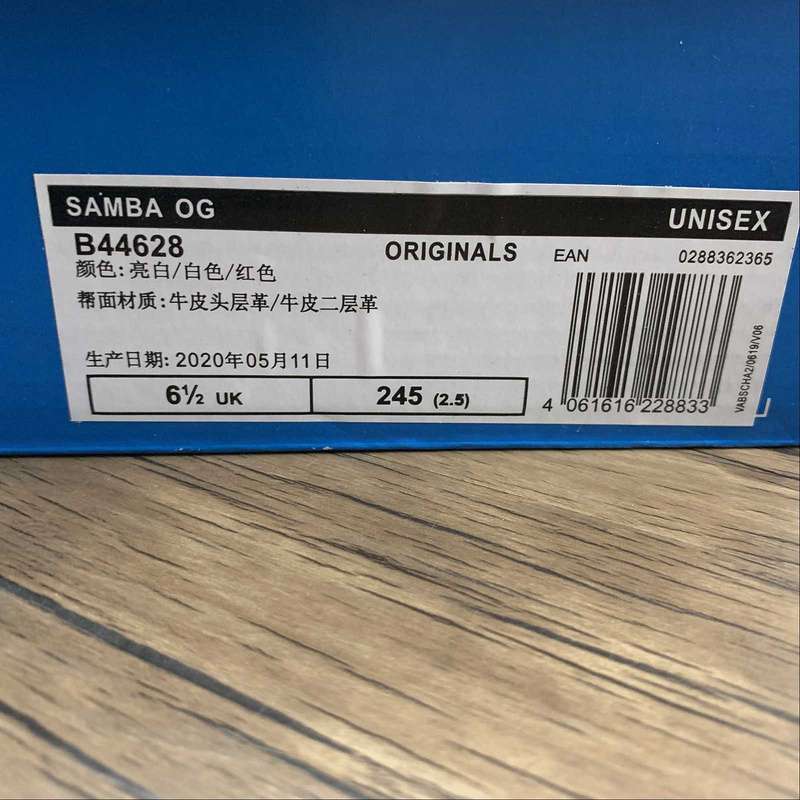 SAMBA OG
UNISEX
B44628
ORIGINALS
EAN
0288362365
颜色:亮白/白色/红色
帮面材质:牛皮头层革/牛皮二层革
生产日期: 2020年05月11日
6½ UK
245 (2.5)
4 061616 228833
VABSCHA2/0619/V06